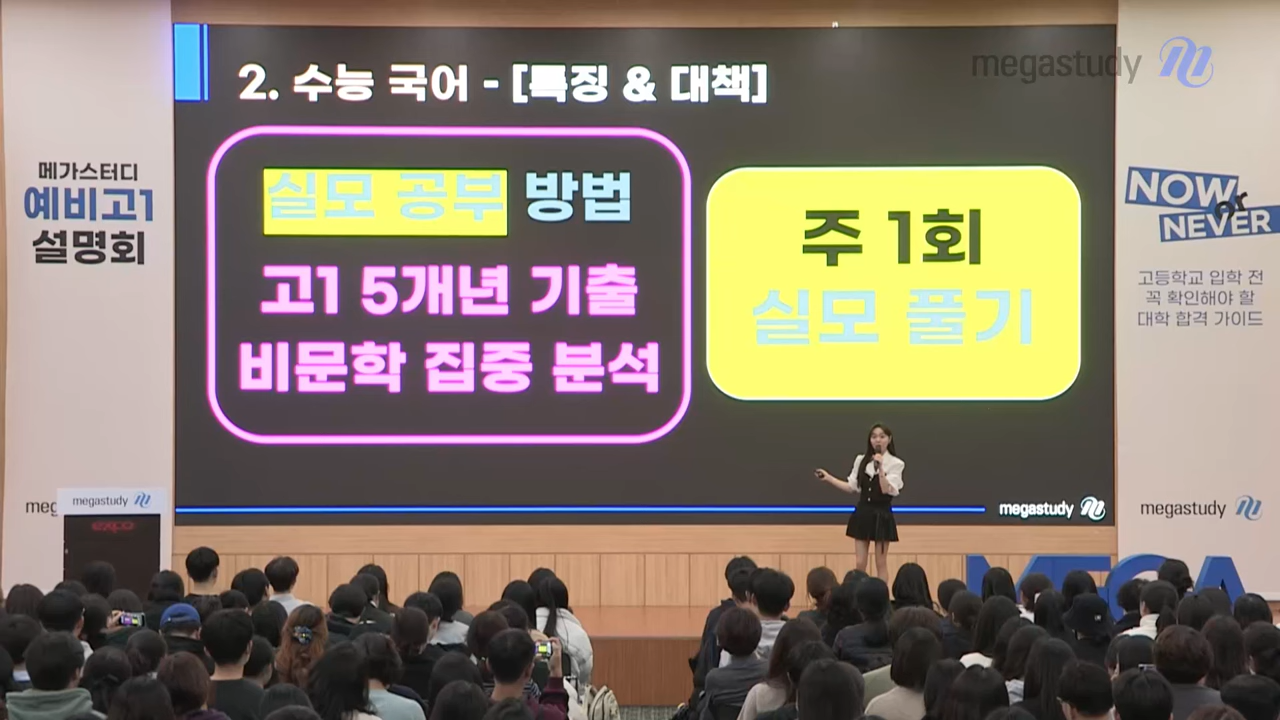 2. 수능 국어 - [특징 & 대책]
megastudy
메가스터디
예비고1
설명회
실모 공부 방법
고1 5개년 기출
비문학 집중 분석
주 1회
실모 풀기
NOW or
NEVER
고등학교 입학 전
꼭 확인해야 할
대학 합격 가이드
meg
megastudy
expo
megastudy
megastudy
MEGA